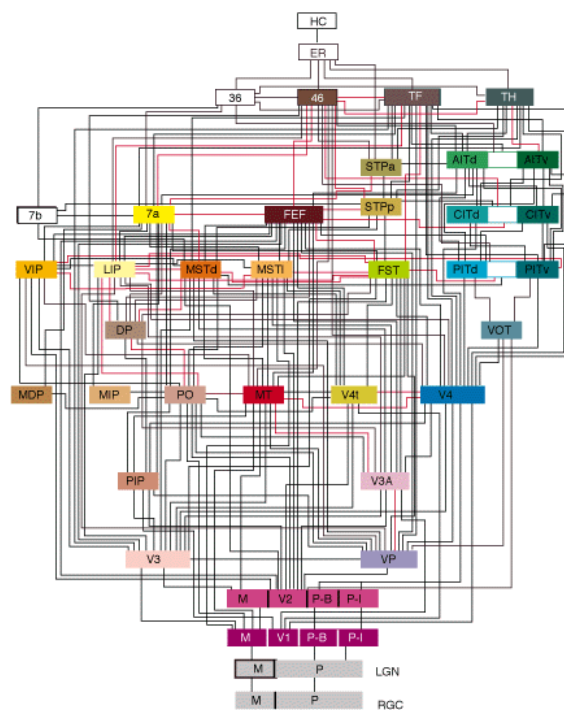 HC
ER
36 46 TF TH
STPa AITd AITv
7b 7a FEF STPp CITd CITv
VIP LIP MSTd MSTl FST PITd PITv
DP VOT
MDP MIP PO MT V4t V4
PIP V3A
V3 VP
M V2 P-B P-I
M V1 P-B P-I
M P LGN
M P RGC